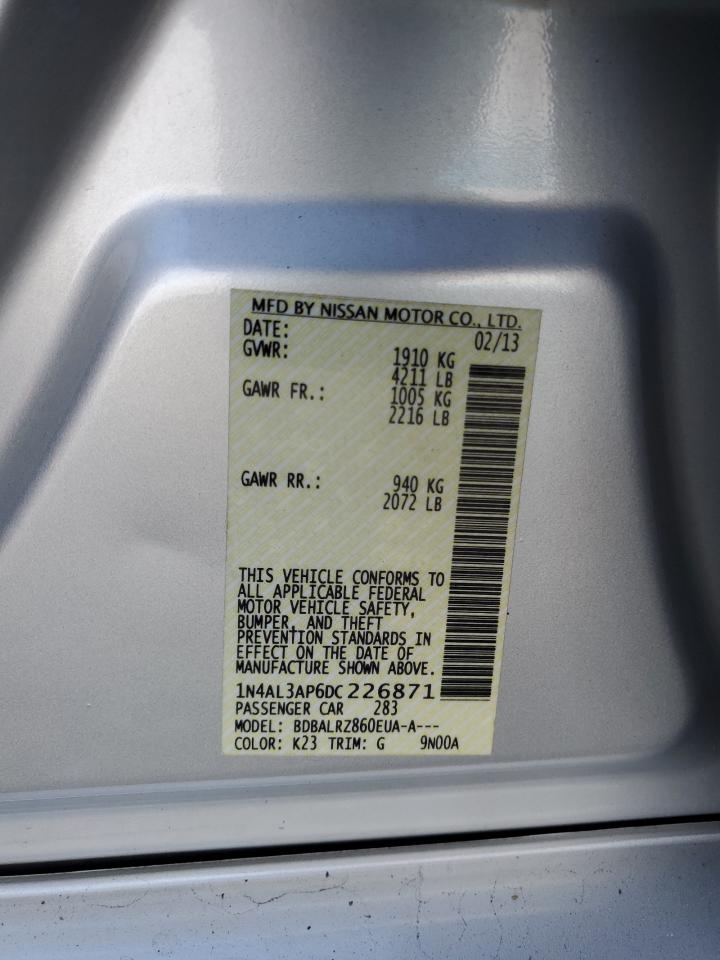 MFD BY NISSAN MOTOR CO., LTD.
DATE: 02/13
GVWR: 1910 KG
4211 LB
GAWR FR.: 1005 KG
2216 LB
GAWR RR.: 940 KG
2072 LB
THIS VEHICLE CONFORMS TO
ALL APPLICABLE FEDERAL
MOTOR VEHICLE SAFETY,
BUMPER, AND THEFT
PREVENTION STANDARDS IN
EFFECT ON THE DATE OF
MANUFACTURE SHOWN ABOVE.
1N4AL3AP6DC226871
PASSENGER CAR 283
MODEL: BDBALRZ860EUA-A---
COLOR: K23 TRIM: G 9N00A